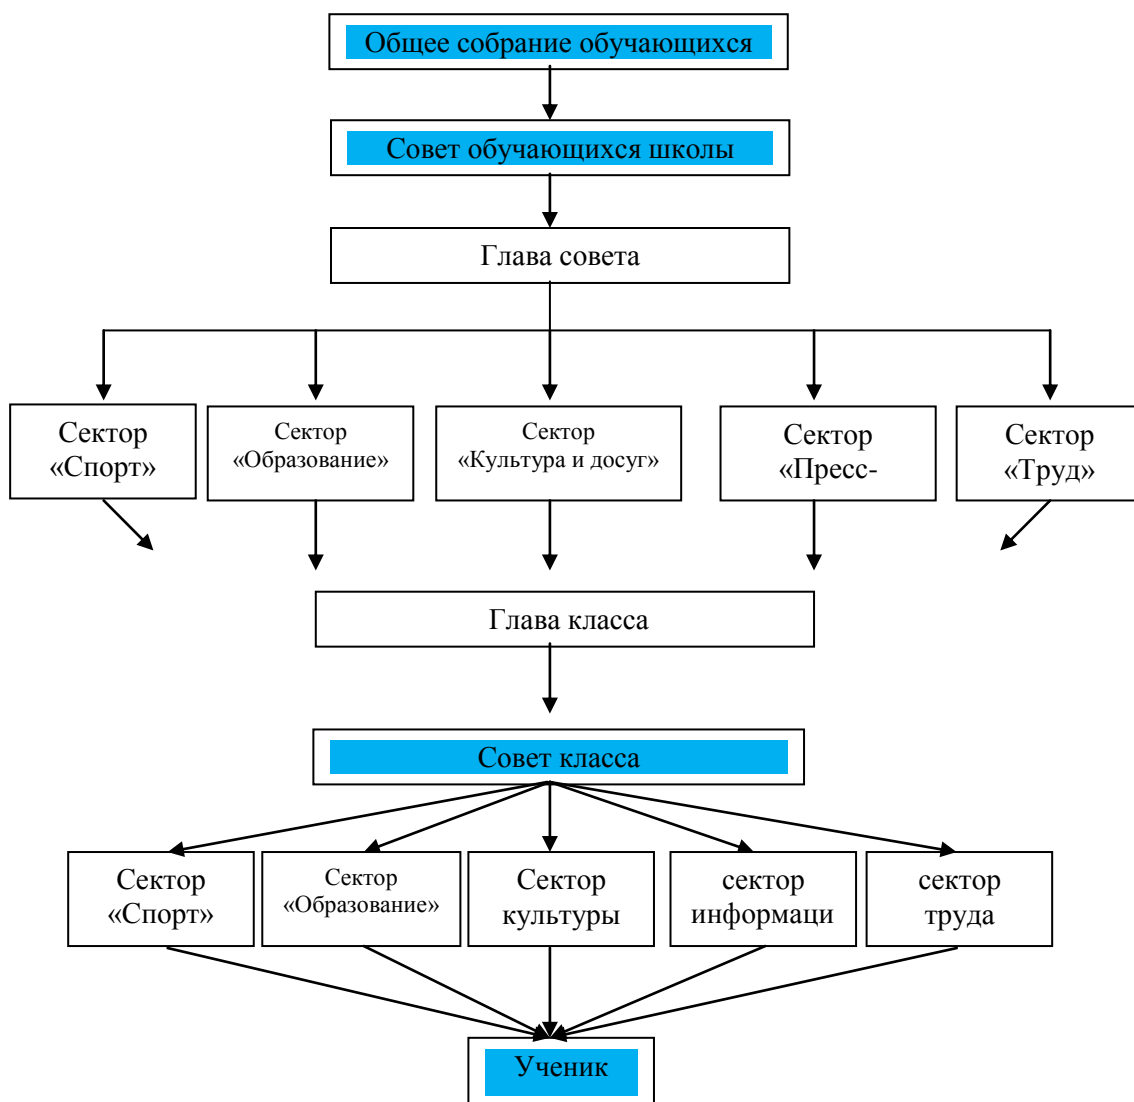 Общее собрание обучающихся
Совет обучающихся школы
Глава совета
Сектор
«Спорт»
Сектор
«Образование»
Сектор
«Культура и досуг»
Сектор
«Пресс-
Сектор
«Труд»
Глава класса
Совет класса
Сектор
«Спорт»
Сектор
«Образование»
Сектор
культуры
сектор
информаци
сектор
труда
Ученик